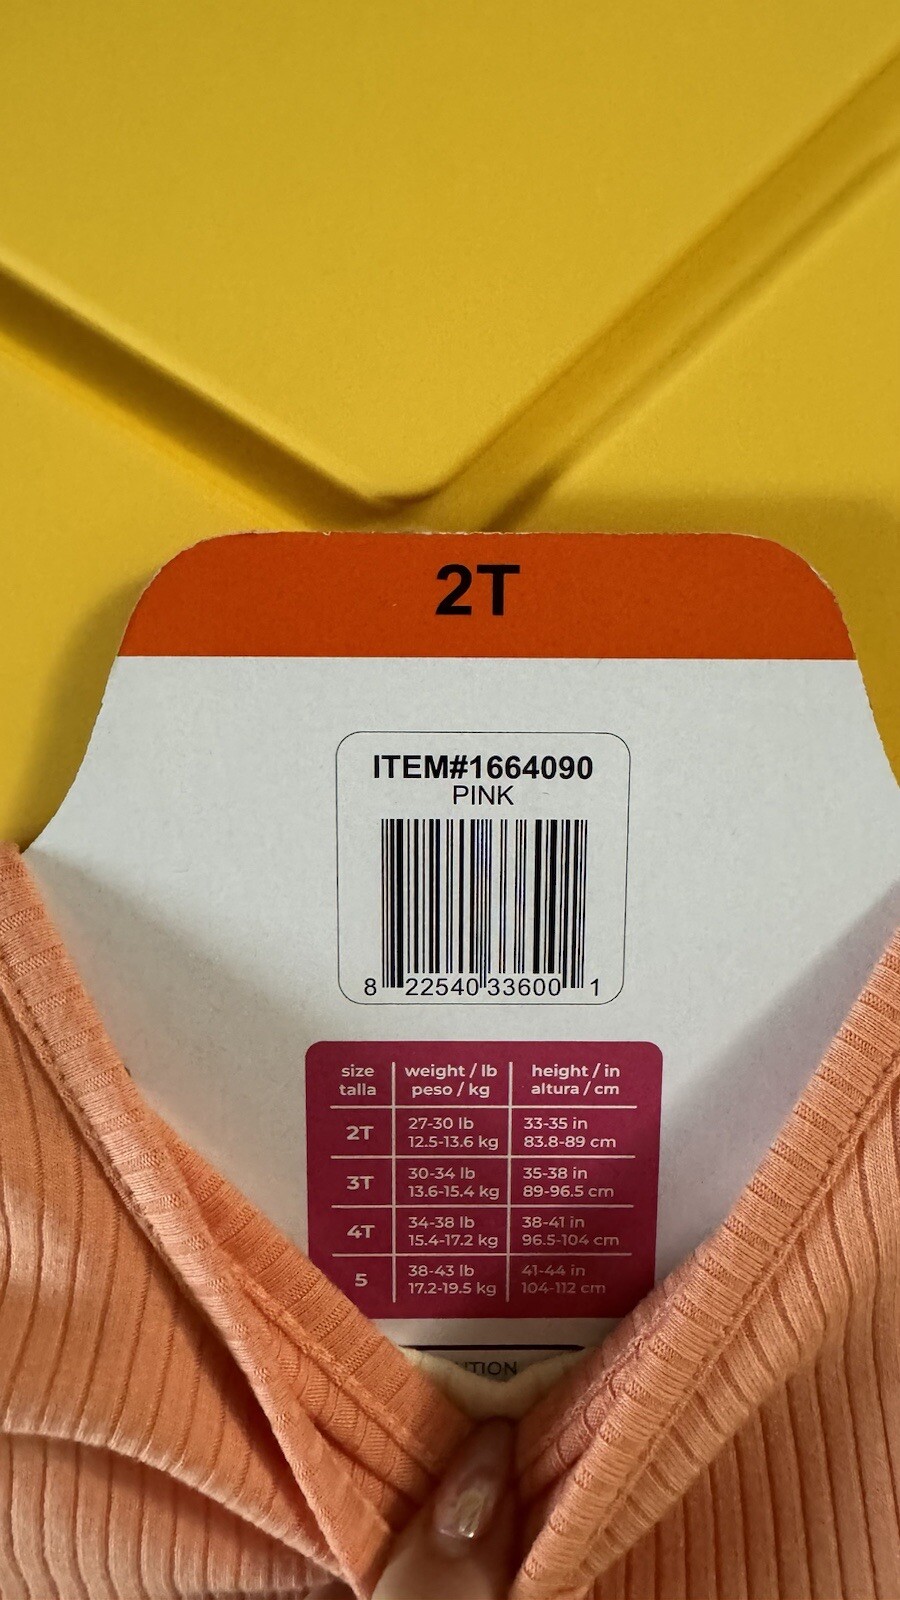 2T
ITEM#1664090
PINK
8 22540 33600 1
size weight / lb height / in
talla peso / kg altura / cm
2T 27-30 lb 33-35 in
12.5-13.6 kg 83.8-89 cm
3T 30-34 lb 35-38 in
13.6-15.4 kg 89-96.5 cm
4T 34-38 lb 38-41 in
15.4-17.2 kg 96.5-104 cm
5 38-43 lb 41-44 in
17.2-19.5 kg 104-112 cm